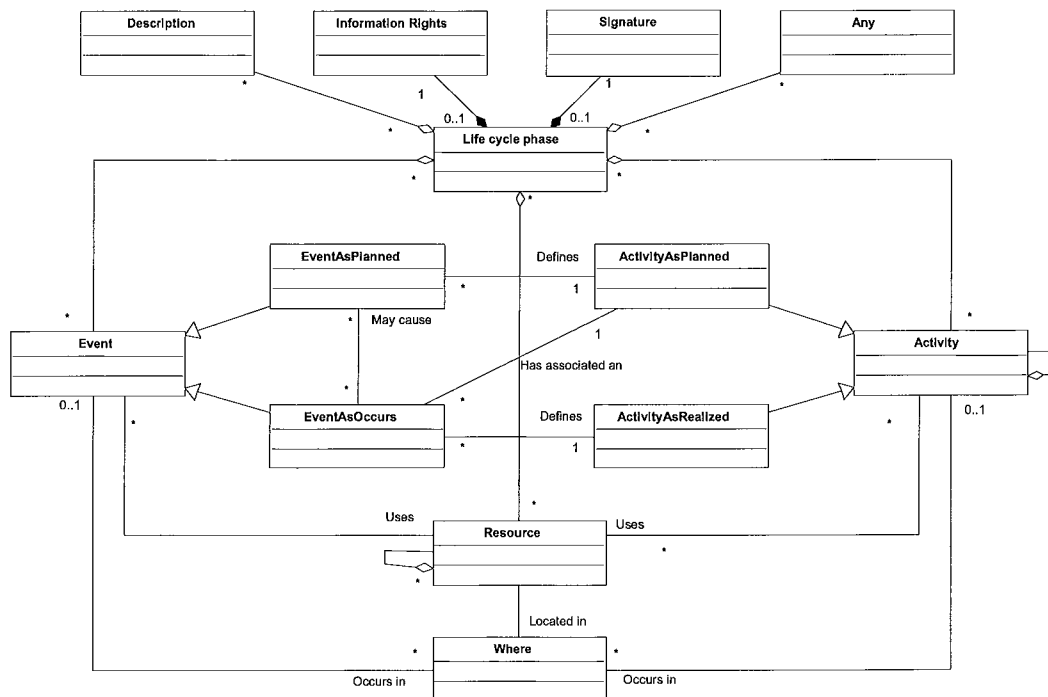 Description
Information Rights
Signature
Any
*
1
1
*
*
0..1
0..1
*
Life cycle phase
*
*
*
EventAsPlanned
Defines
ActivityAsPlanned
*
1
*
*
May cause
*
1
Event
Activity
Has associated an
*
*
0..1
EventAsOccurs
Defines
ActivityAsRealized
0..1
*
*
*
1
*
Uses
Resource
Uses
*
*
Located in
*
Where
*
Occurs in
Occurs in